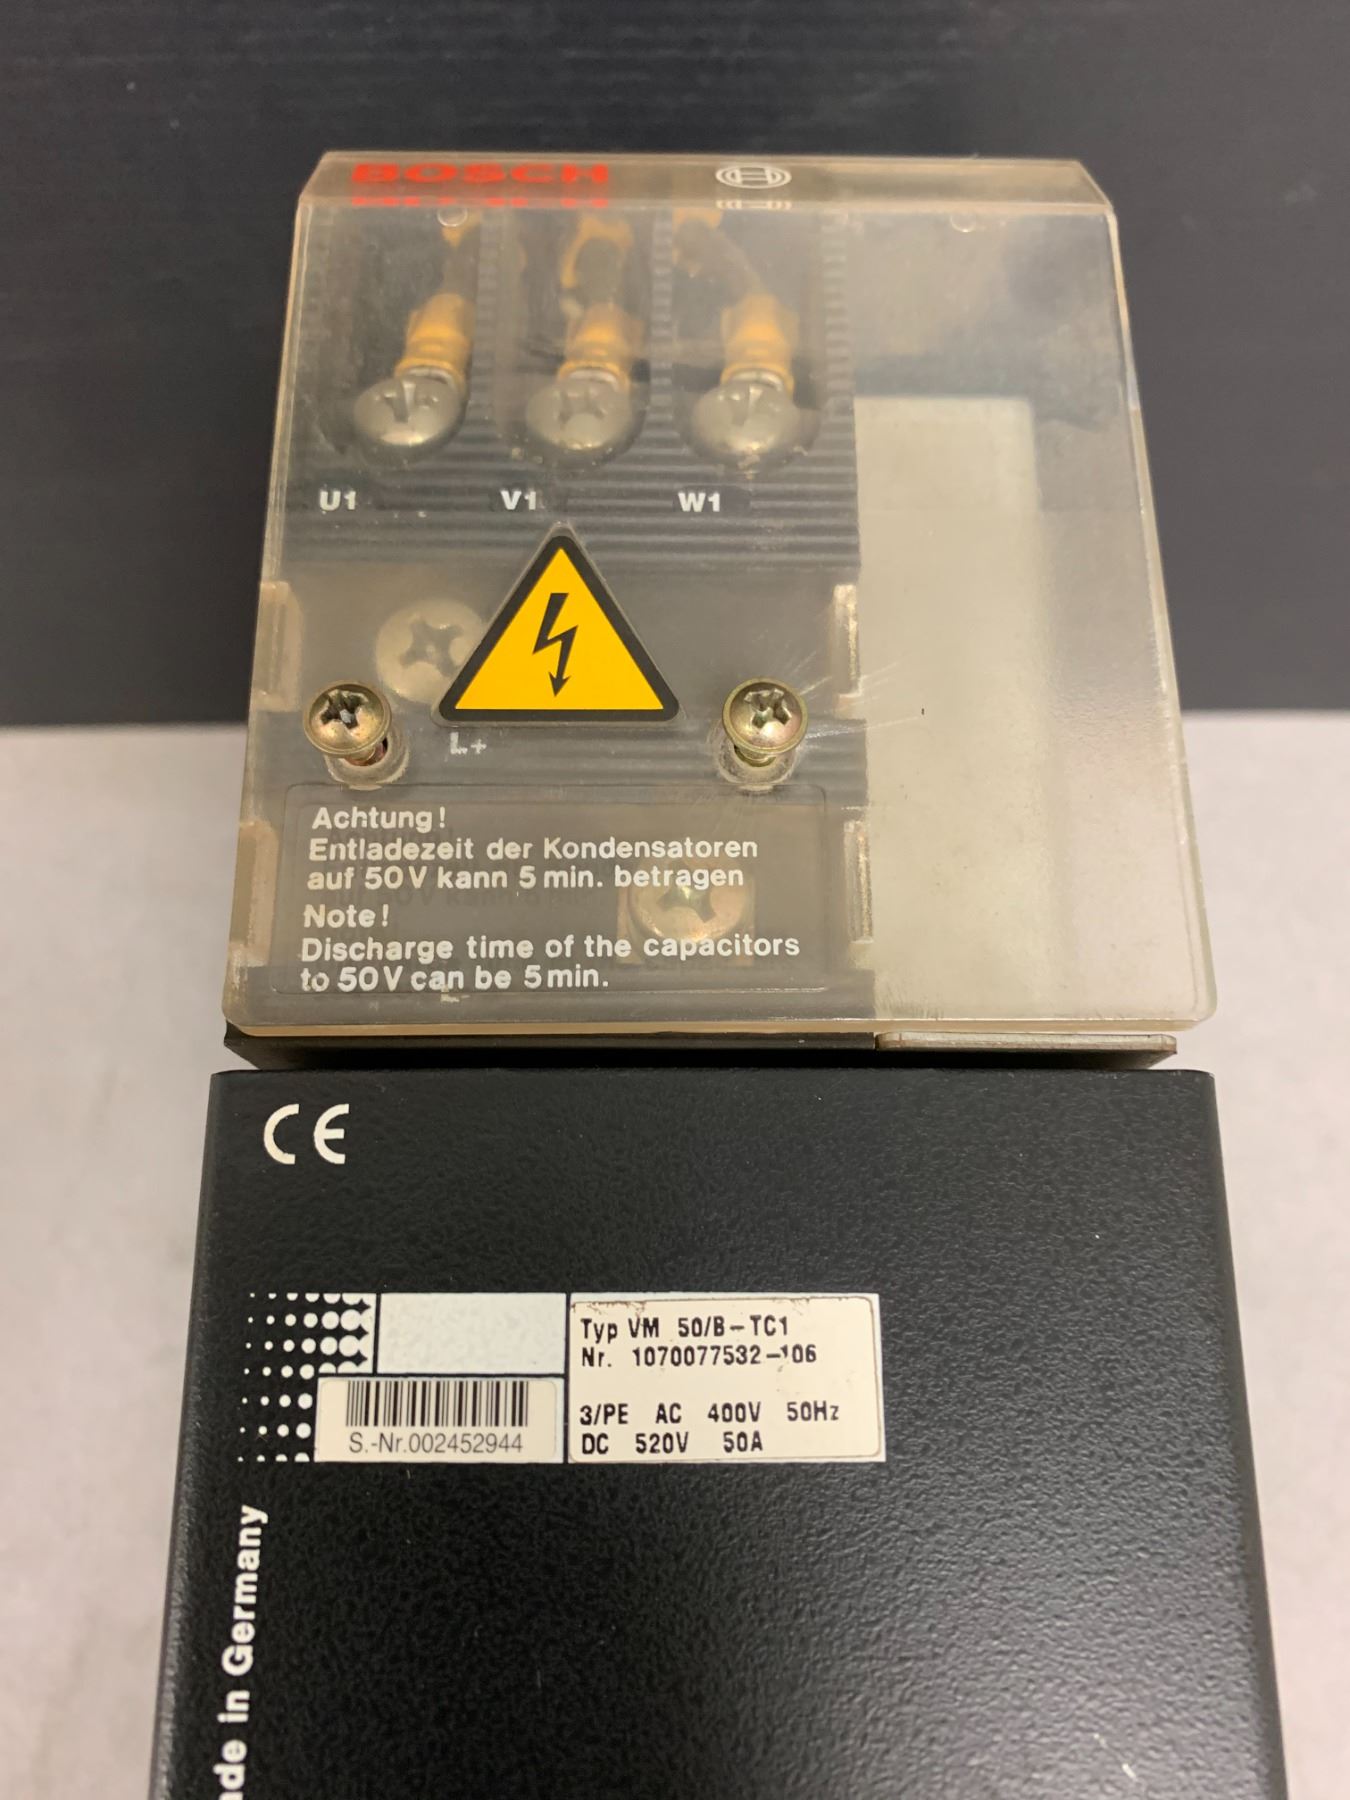 BOSCH
U1 V1 W1
L+
Achtung!
Entladezeit der Kondensatoren
auf 50V kann 5 min. betragen
Note!
Discharge time of the capacitors
to 50V can be 5 min.
L-
CE
Typ VM 50/B-TC1
Nr. 1070077532-106
3/PE AC 400V 50Hz
DC 520V 50A
S.-Nr.002452944
in Germany